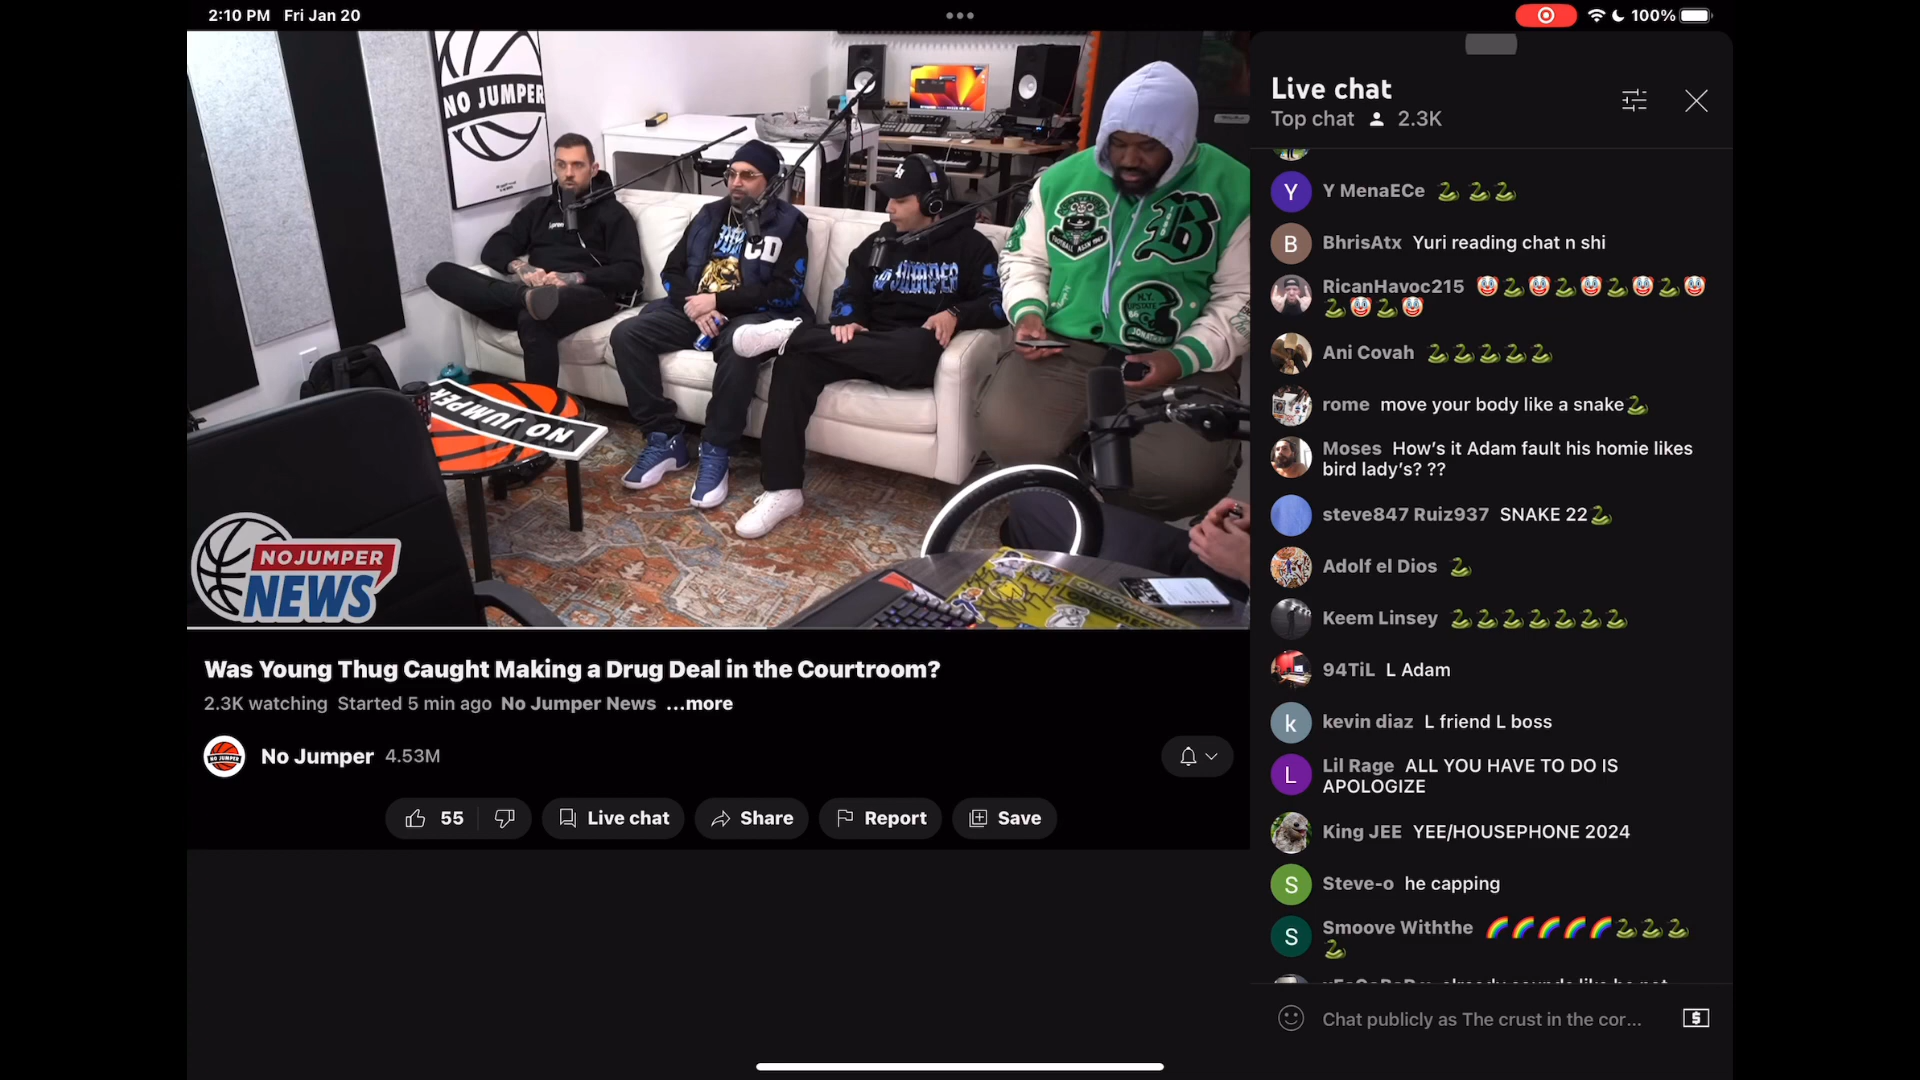 2:10 PM Fri Jan 20
100%
NO JUMPER
CD
NO JUMPER
B
NO JUMPER
NOJUMPER
NEWS
Was Young Thug Caught Making a Drug Deal in the Courtroom?
2.3K watching Started 5 min ago No Jumper News ...more
No Jumper 4.53M
55 Live chat Share Report Save
Live chat
Top chat 2.3K
Y Y MenaECe 🐍 🐍 🐍
B BhrisAtx Yuri reading chat n shi
RicanHavoc215 🤡🐍🤡🐍🤡🐍🤡🐍🤡
🐍🤡🐍🤡
Ani Covah 🐍🐍🐍🐍🐍
rome move your body like a snake🐍
Moses How’s it Adam fault his homie likes
bird lady’s? ??
steve847 Ruiz937 SNAKE 22🐍
Adolf el Dios 🐍
Keem Linsey 🐍🐍🐍🐍🐍🐍🐍
94TiL L Adam
k kevin diaz L friend L boss
L Lil Rage ALL YOU HAVE TO DO IS
APOLOGIZE
King JEE YEE/HOUSEPHONE 2024
S Steve-o he capping
S Smoove Withthe 🌈🌈🌈🌈🌈🐍🐍🐍
🐍
Chat publicly as The crust in the cor...